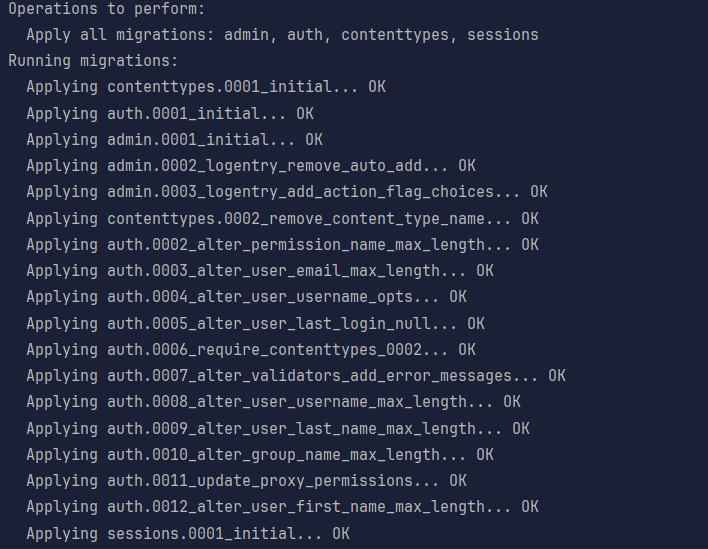 Operations to perform:
Apply all migrations: admin, auth, contenttypes, sessions
Running migrations:
Applying contenttypes.0001_initial... OK
Applying auth.0001_initial... OK
Applying admin.0001_initial... OK
Applying admin.0002_logentry_remove_auto_add... OK
Applying admin.0003_logentry_add_action_flag_choices... OK
Applying contenttypes.0002_remove_content_type_name... OK
Applying auth.0002_alter_permission_name_max_length... OK
Applying auth.0003_alter_user_email_max_length... OK
Applying auth.0004_alter_user_username_opts... OK
Applying auth.0005_alter_user_last_login_null... OK
Applying auth.0006_require_contenttypes_0002... OK
Applying auth.0007_alter_validators_add_error_messages... OK
Applying auth.0008_alter_user_username_max_length... OK
Applying auth.0009_alter_user_last_name_max_length... OK
Applying auth.0010_alter_group_name_max_length... OK
Applying auth.0011_update_proxy_permissions... OK
Applying auth.0012_alter_user_first_name_max_length... OK
Applying sessions.0001_initial... OK